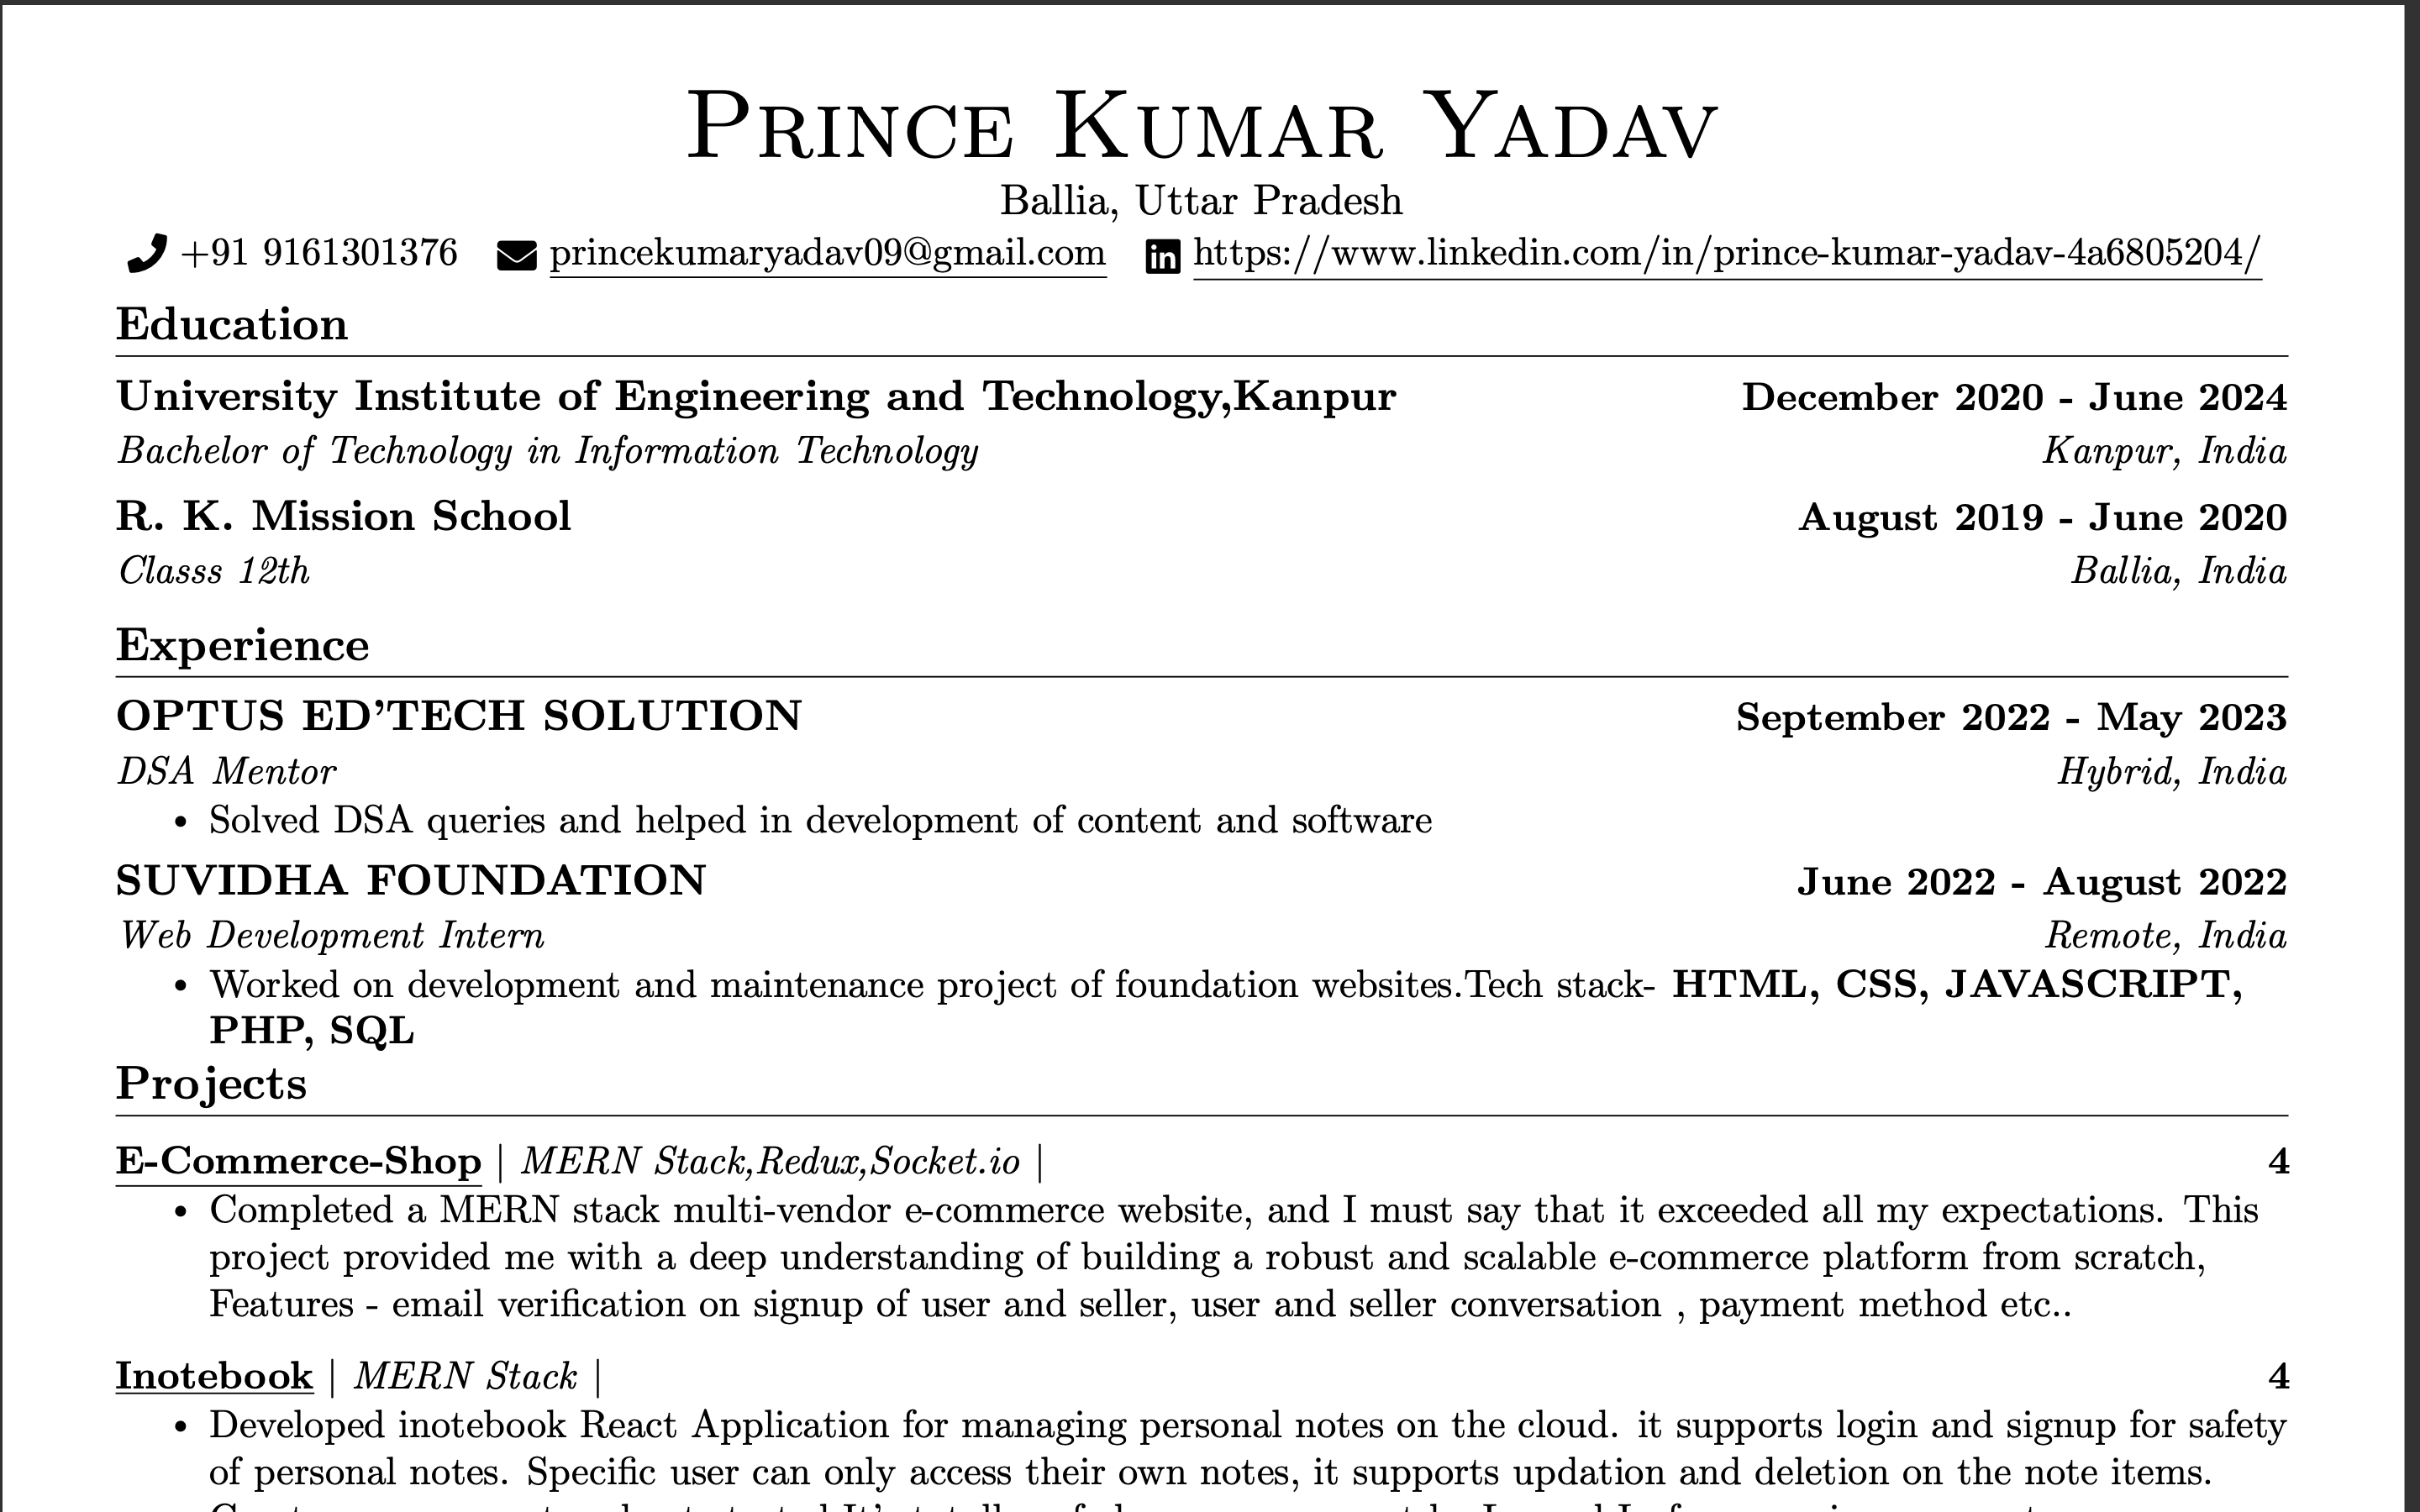 Prince Kumar Yadav
Ballia, Uttar Pradesh
+91 9161301376 princekumaryadav09@gmail.com https://www.linkedin.com/in/prince-kumar-yadav-4a6805204/
Education
University Institute of Engineering and Technology,Kanpur December 2020 - June 2024
Bachelor of Technology in Information Technology Kanpur, India
R. K. Mission School August 2019 - June 2020
Classs 12th Ballia, India
Experience
OPTUS ED'TECH SOLUTION September 2022 - May 2023
DSA Mentor Hybrid, India
• Solved DSA queries and helped in development of content and software
SUVIDHA FOUNDATION June 2022 - August 2022
Web Development Intern Remote, India
• Worked on development and maintenance project of foundation websites.Tech stack- HTML, CSS, JAVASCRIPT,
PHP, SQL
Projects
E-Commerce-Shop | MERN Stack,Redux,Socket.io | 4
• Completed a MERN stack multi-vendor e-commerce website, and I must say that it exceeded all my expectations. This
project provided me with a deep understanding of building a robust and scalable e-commerce platform from scratch,
Features - email verification on signup of user and seller, user and seller conversation , payment method etc..
Inotebook | MERN Stack | 4
• Developed inotebook React Application for managing personal notes on the cloud. it supports login and signup for safety
of personal notes. Specific user can only access their own notes, it supports updation and deletion on the note items.